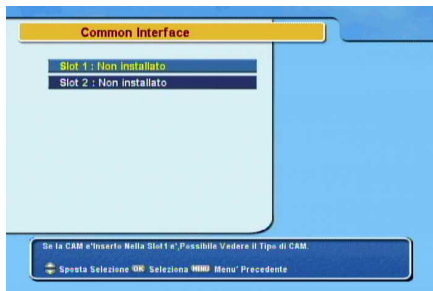 Common Interface
Slot 1 : Non installato
Slot 2 : Non installato
Se la CAM e'Inserto Nella Slot1 e',Possibile Vedere il Tipo di CAM.
Sposta Selezione OK Seleziona MENU Menu' Precedente